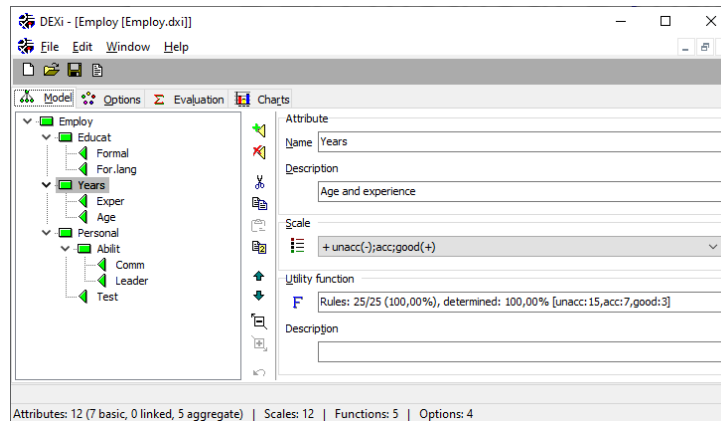 DEXi - [Employ [Employ.dxi]]
File Edit Window Help
Model Options Evaluation Charts
Employ
Educat
Formal
For.lang
Years
Exper
Age
Personal
Abilit
Comm
Leader
Test
Attribute
Name Years
Description
Age and experience
Scale
+ unacc(-);acc;good(+)
Utility function
F Rules: 25/25 (100,00%), determined: 100,00% [unacc:15,acc:7,good:3]
Description
Attributes: 12 (7 basic, 0 linked, 5 aggregate) | Scales: 12 | Functions: 5 | Options: 4